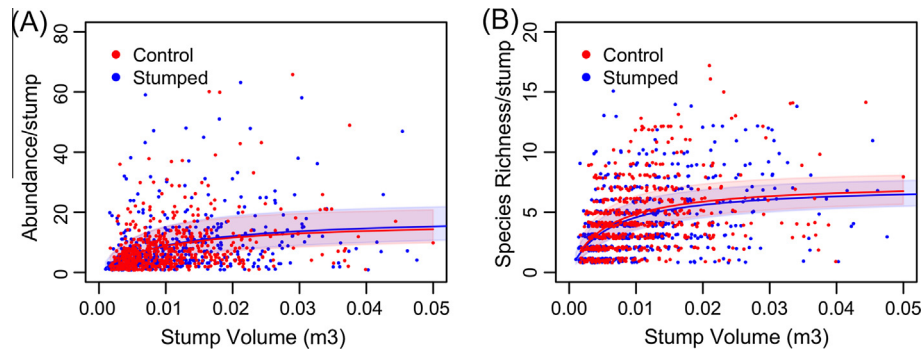 (A)
Abundance/stump
80
60
40
20
0
Control
Stumped
0.00 0.01 0.02 0.03 0.04 0.05
Stump Volume (m3)
(B)
Species Richness/stump
20
15
10
5
0
Control
Stumped
0.00 0.01 0.02 0.03 0.04 0.05
Stump Volume (m3)